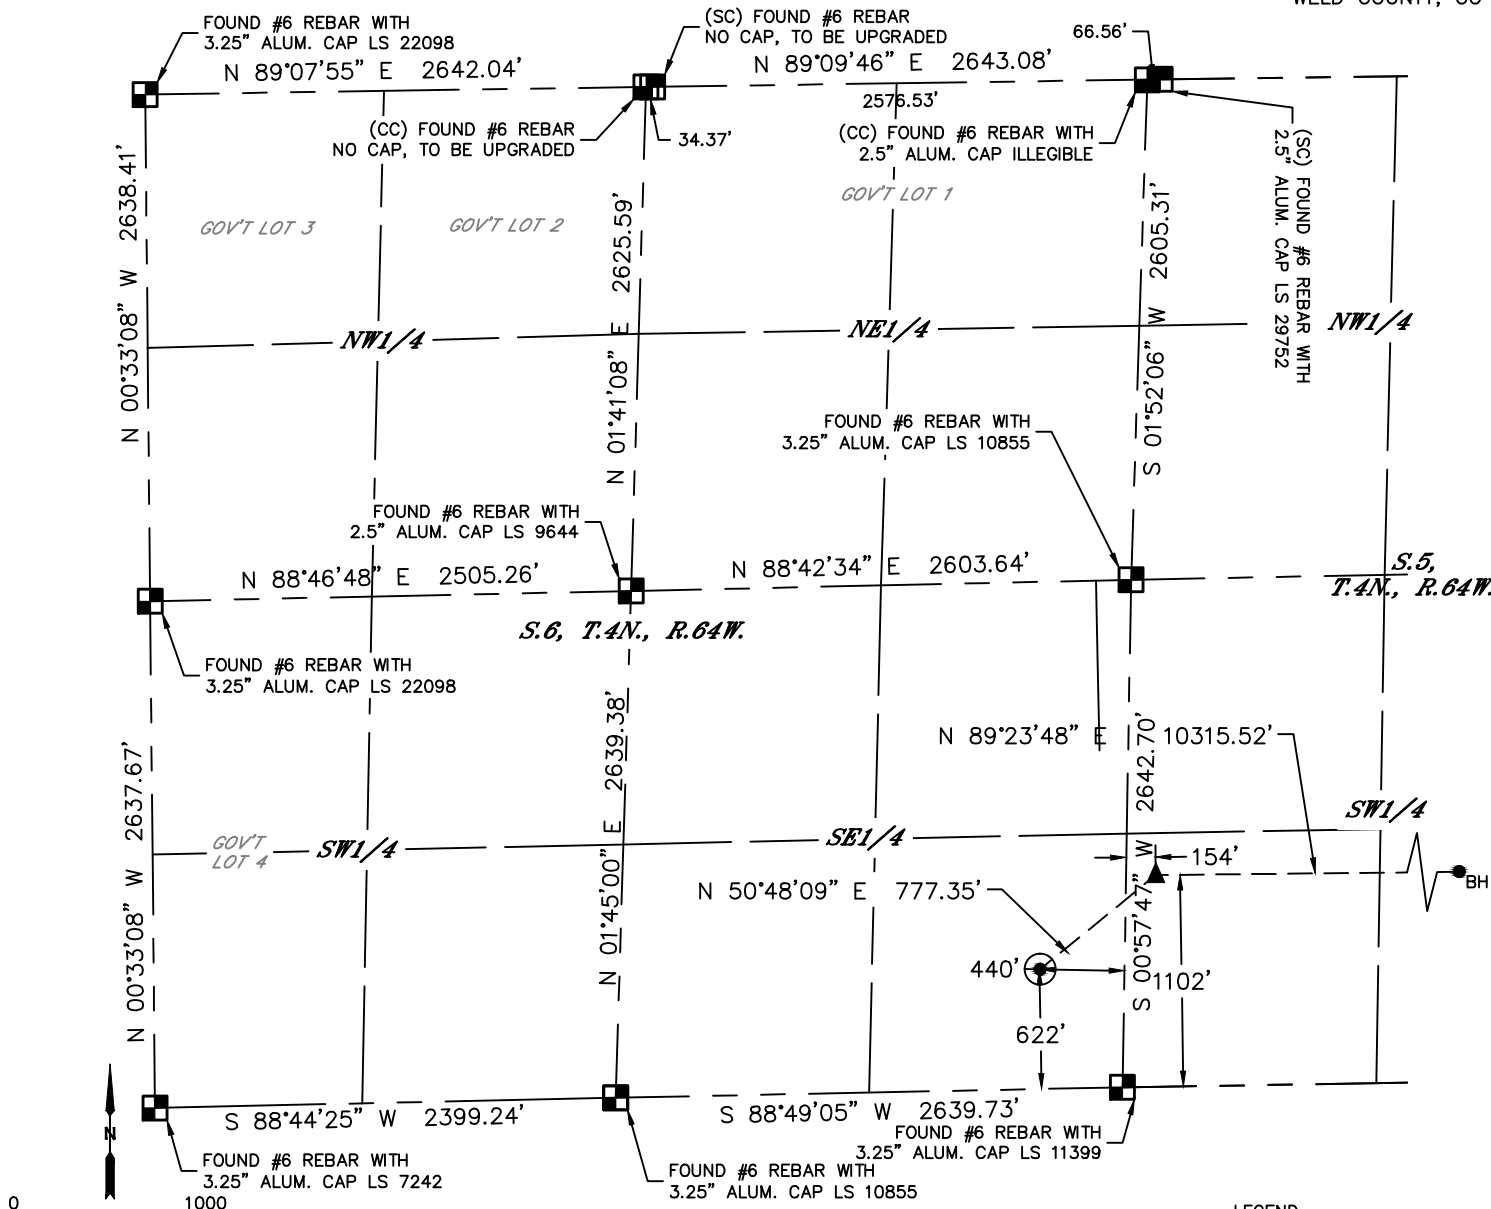 FOUND #6 REBAR WITH
3.25" ALUM. CAP LS 22098
(SC) FOUND #6 REBAR
NO CAP, TO BE UPGRADED
66.56'
N 89°07'55" E 2642.04'
N 89°09'46" E 2643.08'
2576.53'
(CC) FOUND #6 REBAR
NO CAP, TO BE UPGRADED
34.37'
(CC) FOUND #6 REBAR WITH
2.5" ALUM. CAP ILLEGIBLE
(SC) FOUND #6 REBAR WITH
2.5" ALUM. CAP LS 29752
N 00°33'08" W 2638.41'
GOV'T LOT 3
GOV'T LOT 2
GOV'T LOT 1
N 01°41'08" E 2625.59'
S 01°52'06" W 2605.31'
NW1/4
NE1/4
NW1/4
FOUND #6 REBAR WITH
3.25" ALUM. CAP LS 10855
FOUND #6 REBAR WITH
2.5" ALUM. CAP LS 9644
N 88°46'48" E 2505.26'
N 88°42'34" E 2603.64'
S.5,
T.4N., R.64W.
S.6, T.4N., R.64W.
FOUND #6 REBAR WITH
3.25" ALUM. CAP LS 22098
N 00°33'08" W 2637.67'
N 01°45'00" E 2639.38'
S 00°57'47" W 2642.70'
N 89°23'48" E 10315.52'
GOV'T
LOT 4
SW1/4
SE1/4
SW1/4
154'
BH
N 50°48'09" E 777.35'
440'
1102'
622'
N
S 88°44'25" W 2399.24'
S 88°49'05" W 2639.73'
FOUND #6 REBAR WITH
3.25" ALUM. CAP LS 11399
FOUND #6 REBAR WITH
3.25" ALUM. CAP LS 7242
FOUND #6 REBAR WITH
3.25" ALUM. CAP LS 10855
0 1000